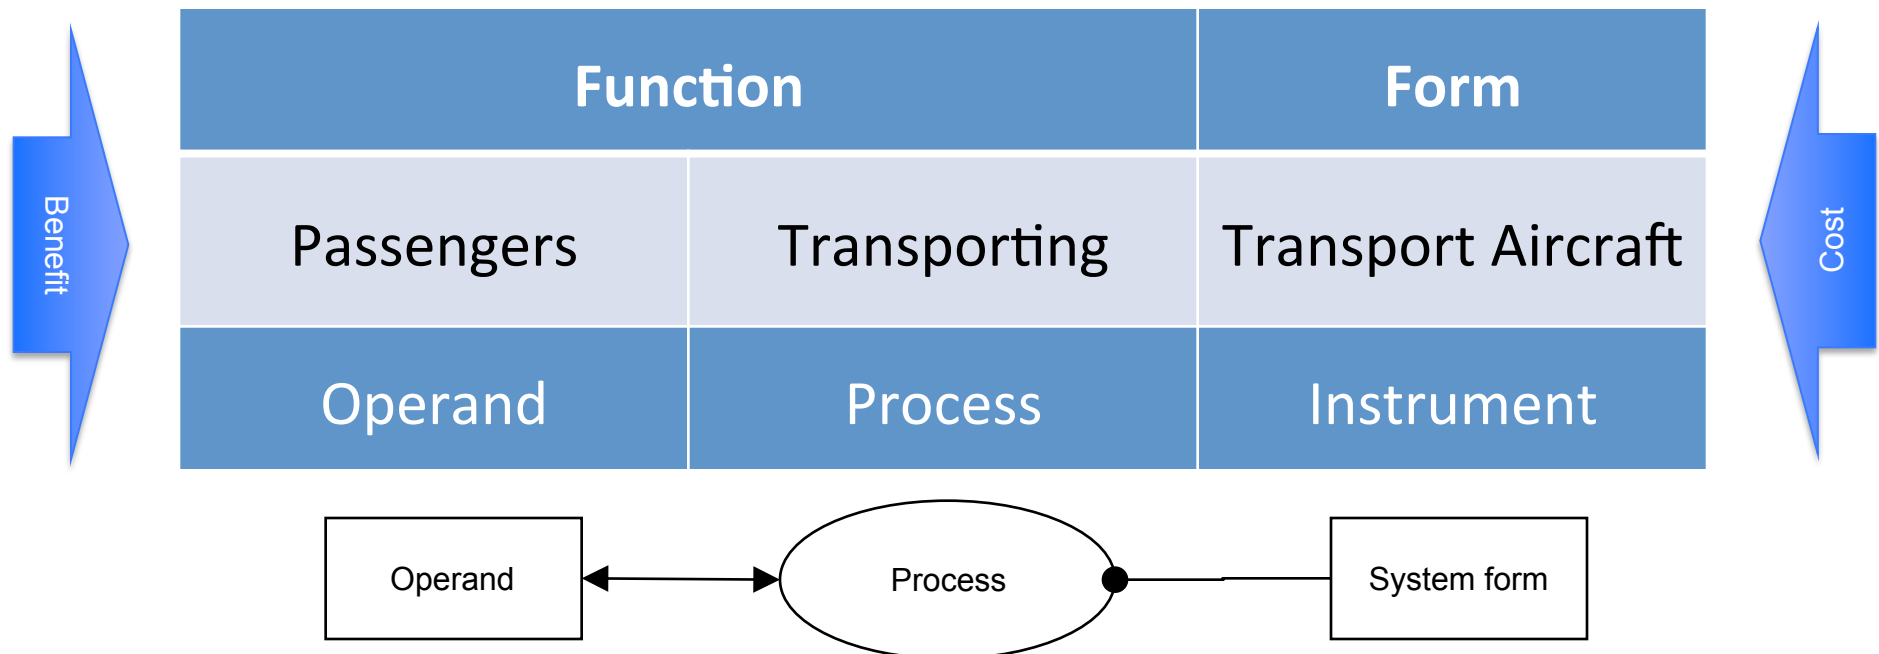 Function
Form
Benefit
Passengers
Transporting
Transport Aircraft
Cost
Operand
Process
Instrument
Operand
Process
System form